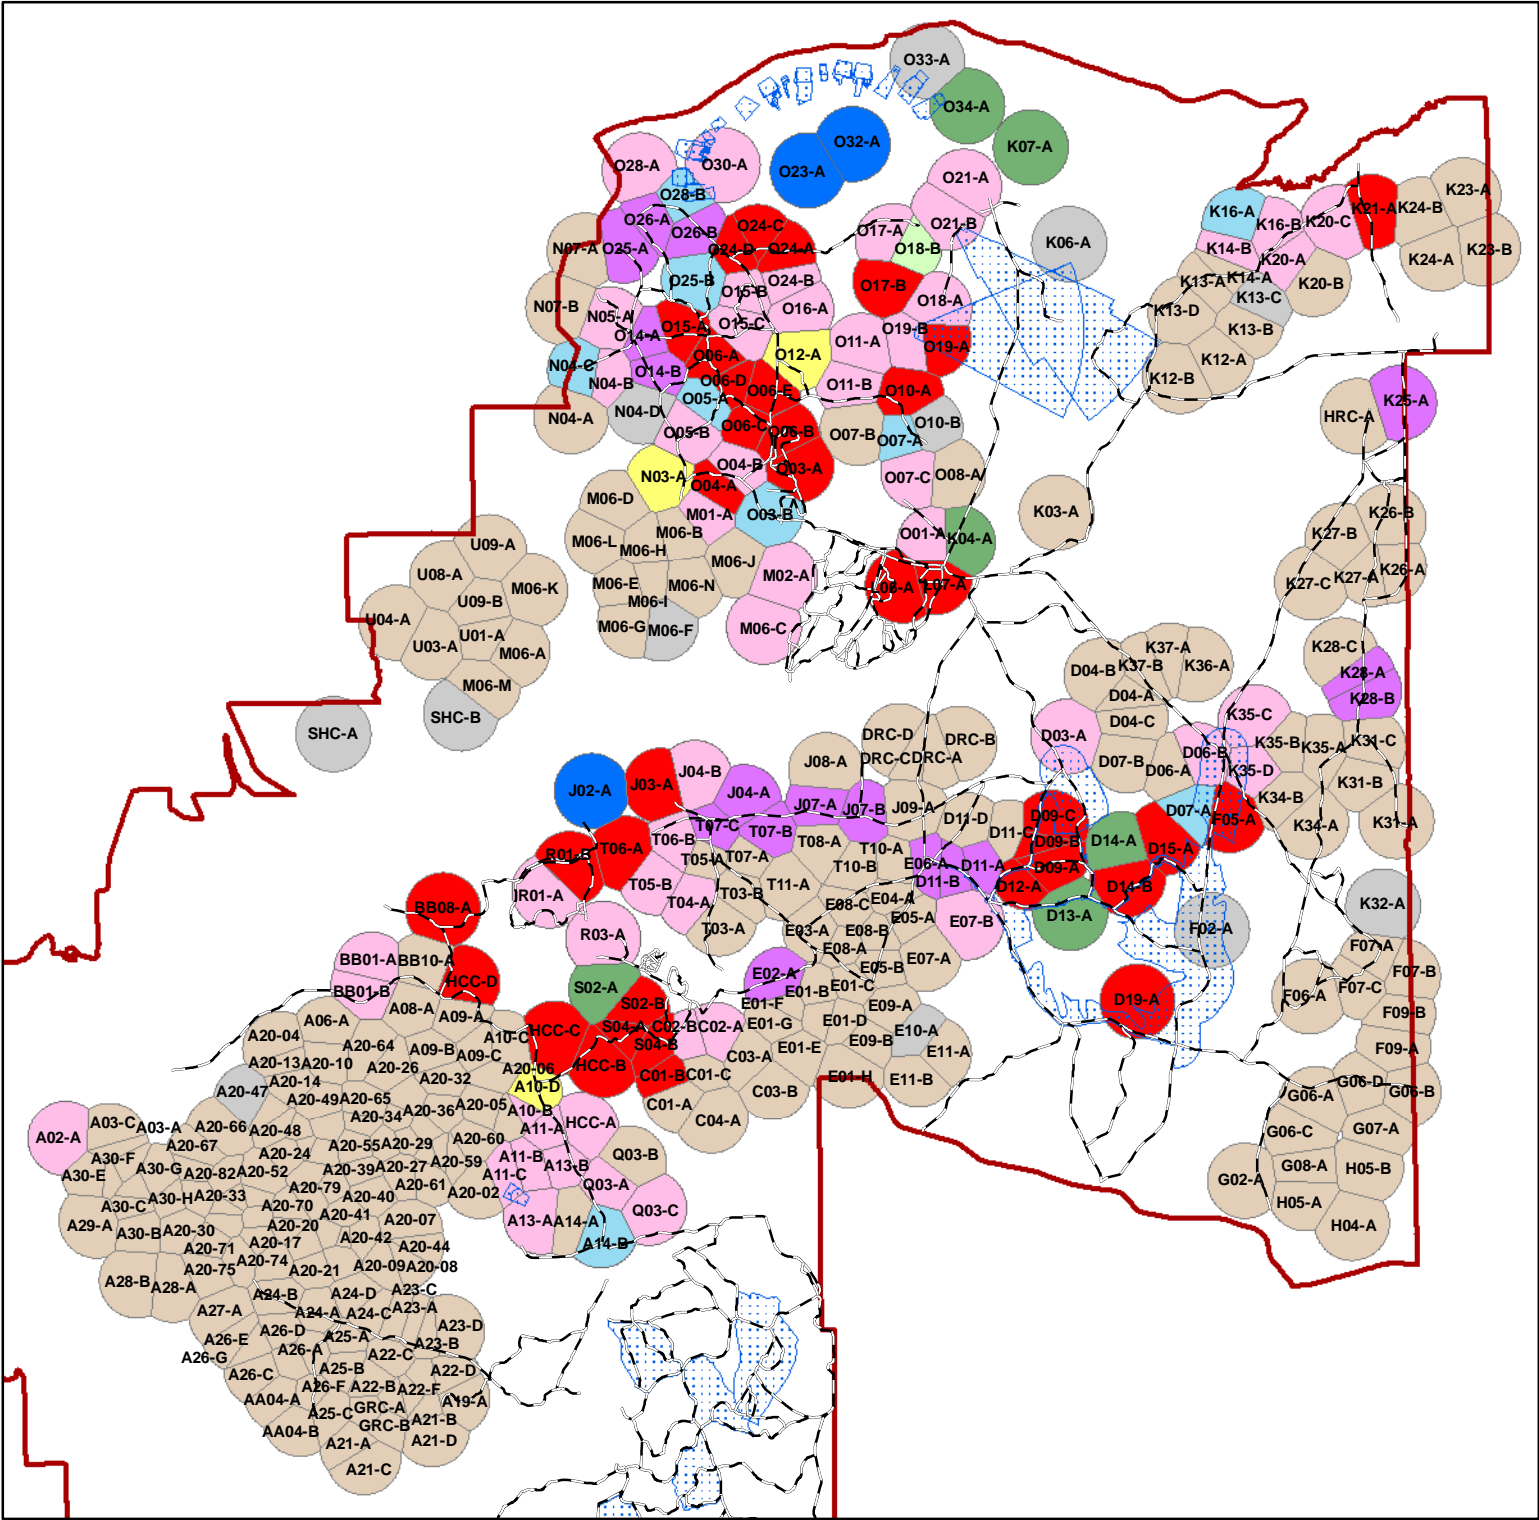 O33-A
O34-A
K07-A
O32-A
O23-A
O28-A
O30-A
O28-B
O21-A
O26-A
O26-B
O24-C
O21-B
O17-A
N07-A
O25-A
O24-D
O24-A
O18-B
K06-A
K16-A
K16-B
K20-C
K21-A
K24-B
K23-A
K14-B
K20-A
K24-A
K23-B
O25-B
O15-B
O24-B
O17-B
O18-A
K13-A
K14-A
K20-B
K13-C
N07-B
N05-A
O15-C
O16-A
K13-D
K13-B
O14-A
O15-A
O19-B
O11-A
O19-A
O06-A
O12-A
K12-A
N04-C
O14-B
K12-B
N04-B
O06-D
O06-E
O11-B
O10-A
O05-A
N04-A
N04-D
O06-C
O06-B
O07-B
O07-A
O10-B
HRC-A
K25-A
O05-B
O04-B
O03-A
N03-A
O04-A
O07-C
O08-A
M06-D
M01-A
O03-B
K03-A
K26-B
M06-L
M06-B
O01-A
K04-A
K27-B
M06-H
M06-J
U09-A
M06-E
M06-N
M02-A
L06-A
L07-A
K27-C
K27-A
K26-A
U08-A
M06-K
M06-I
U09-B
M06-G
M06-F
M06-C
U04-A
U01-A
U03-A
M06-A
K37-A
K28-C
D04-B
K37-B
K36-A
M06-M
K28-A
D04-A
K28-B
SHC-B
D04-C
K35-C
SHC-A
D03-A
DRC-D
DRC-B
D06-B
K35-B
K35-A
K31-C
DRC-C
DRC-A
J08-A
D07-B
D06-A
K35-D
J02-A
J03-A
J04-B
J04-A
K31-B
K34-B
J07-A
J07-B
J09-A
D11-D
D09-C
D07-A
F05-A
K34-A
K31-A
T07-C
T07-B
D11-C
D09-B
D14-A
T06-B
T08-A
T10-A
R01-B
T06-A
T05-A
T07-A
T10-B
E06-A
D11-A
D09-A
D15-A
D11-B
D12-A
D14-B
T05-B
T03-B
T11-A
R01-A
T04-A
E08-C
E04-A
BB08-A
E05-A
E07-B
D13-A
K32-A
R03-A
T03-A
E03-A
E08-B
F02-A
E08-A
F07-A
BB01-A
BB10-A
E07-A
E05-B
E02-A
F07-B
HCC-D
S02-A
BB01-B
E01-B
E01-C
F07-C
F06-A
E01-F
S02-B
D19-A
A08-A
E09-A
F09-B
A09-A
A06-A
E01-D
E01-G
HCC-C
S04-A
C02-B
C02-A
E10-A
A20-04
A10-C
A20-64
S04-B
E09-B
F09-A
A09-B
A09-C
C03-A
E01-E
E11-A
A20-13
A20-10
A20-26
A20-06
HCC-B
C01-B
C01-C
E01-H
E11-B
A20-14
A20-32
G06-D
A20-47
A10-D
C03-B
G06-A
G06-B
A20-49
A20-65
C01-A
A20-34
A20-36
A20-05
A10-B
C04-A
A03-C
A03-A
A20-66
A20-48
A11-A
HCC-A
G06-C
G07-A
A02-A
A20-67
A20-55
A20-29
A20-60
A20-24
A30-F
A30-G
A11-B
A13-B
Q03-B
G08-A
H05-B
A30-E
A20-82
A20-52
A20-39
A20-27
A20-59
A11-C
G02-A
A20-79
A20-61
Q03-A
A20-02
A30-C
A30-H
A20-33
A20-40
H05-A
A20-70
Q03-C
A29-A
A20-41
A13-A
A14-A
A20-07
H04-A
A30-B
A20-30
A20-20
A20-71
A20-17
A20-42
A20-44
A14-B
A20-75
A20-74
A20-21
A20-09
A20-08
A28-B
A28-A
A24-B
A24-D
A23-C
A27-A
A24-A
A24-C
A23-A
A23-D
A26-E
A26-D
A25-A
A23-B
A26-G
A26-A
A22-C
A26-C
A25-B
A22-D
A26-F
A22-B
A22-F
AA04-A
A19-A
A25-C
GRC-A
A21-B
AA04-B
GRC-B
A21-A
A21-D
A21-C